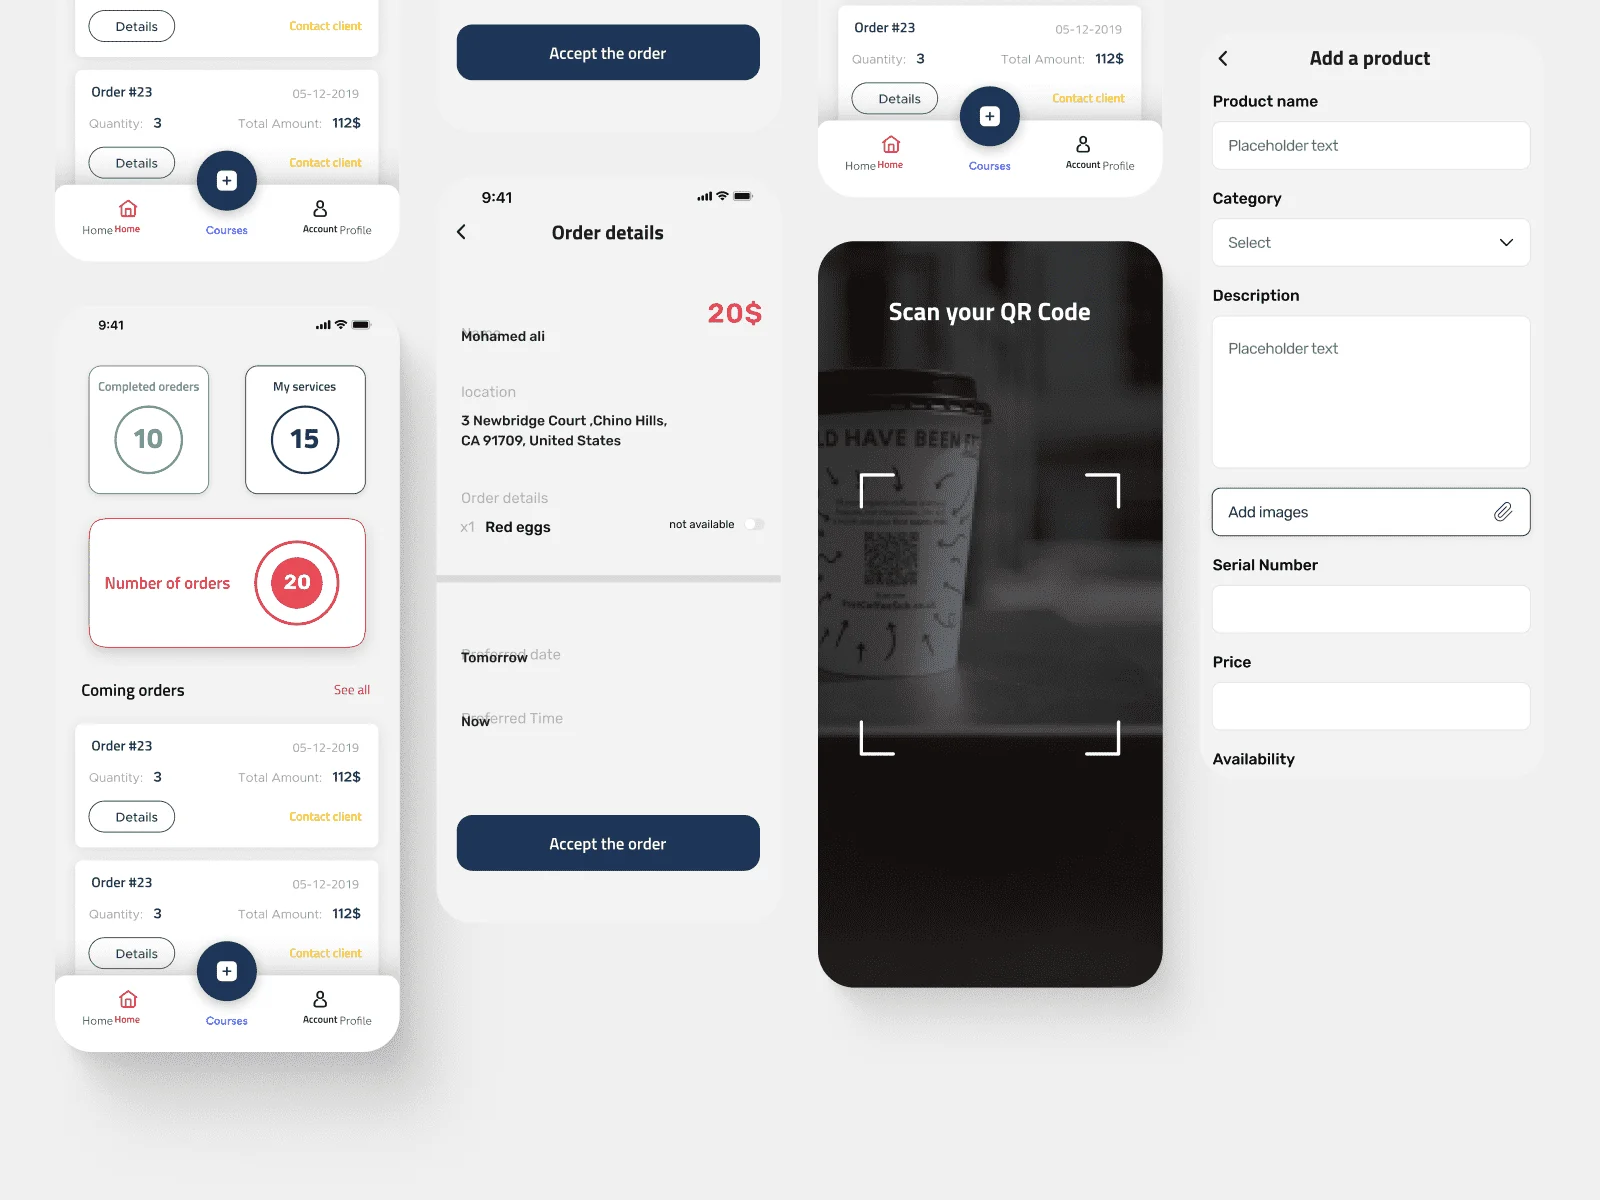 Details
Contact client
Order #23
05-12-2019
Quantity: 3
Total Amount: 112$
Details
Contact client
Home Home
Courses
Account Profile
9:41
Completed oreders
10
My services
15
Number of orders
20
Coming orders
See all
Order #23
05-12-2019
Quantity: 3
Total Amount: 112$
Details
Contact client
Order #23
05-12-2019
Quantity: 3
Total Amount: 112$
Details
Contact client
Home Home
Courses
Account Profile
Accept the order
9:41
Order details
20$
Name
Mohamed ali
location
3 Newbridge Court ,Chino Hills,
CA 91709, United States
Order details
x1 Red eggs
not available
Preferred date
Tomorrow
Preferred Time
Now
Accept the order
Order #23
05-12-2019
Quantity: 3
Total Amount: 112$
Details
Contact client
Home Home
Courses
Account Profile
Scan your QR Code
LD HAVE BEEN
Add a product
Product name
Placeholder text
Category
Select
Description
Placeholder text
Add images
Serial Number
Price
Availability